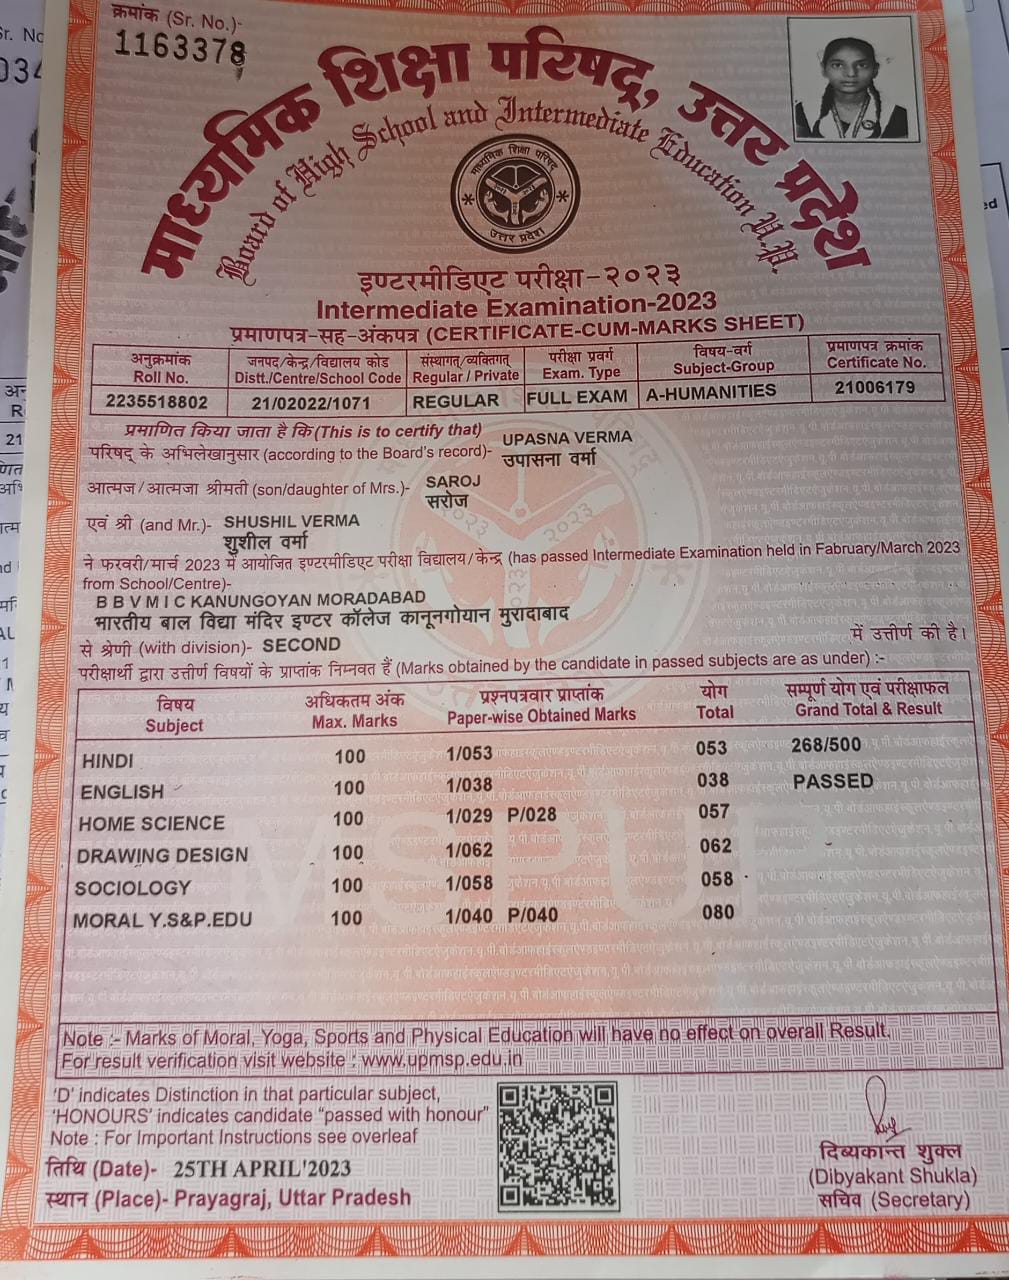 क्रमांक (Sr. No.)-
1163378
माध्यमिक शिक्षा परिषद्, उत्तर प्रदेश
Board of High School and Intermediate Education U.P.
माध्यमिक शिक्षा परिषद
उत्तर प्रदेश
इण्टरमीडिएट परीक्षा-२०२३
Intermediate Examination-2023
प्रमाणपत्र-सह-अंकपत्र (CERTIFICATE-CUM-MARKS SHEET)
अनुक्रमांक जनपद/केन्द्र/विद्यालय कोड संस्थागत/व्यक्तिगत परीक्षा प्रवर्ग विषय-वर्ग प्रमाणपत्र क्रमांक
Roll No. Distt./Centre/School Code Regular / Private Exam. Type Subject-Group Certificate No.
2235518802 21/02022/1071 REGULAR FULL EXAM A-HUMANITIES 21006179
प्रमाणित किया जाता है कि (This is to certify that) UPASNA VERMA
परिषद् के अभिलेखानुसार (according to the Board's record)- उपासना वर्मा
आत्मज/आत्मजा श्रीमती (son/daughter of Mrs.)- SAROJ
सरोज
एवं श्री (and Mr.)- SHUSHIL VERMA
शुशील वर्मा
ने फरवरी/मार्च 2023 में आयोजित इण्टरमीडिएट परीक्षा विद्यालय/केन्द्र (has passed Intermediate Examination held in Fabruary/March 2023
from School/Centre)-
B B V M I C KANUNGOYAN MORADABAD
भारतीय बाल विद्या मंदिर इण्टर कॉलेज कानूनगोयान मुरादाबाद
से श्रेणी (with division)- SECOND में उत्तीर्ण की है।
परीक्षार्थी द्वारा उत्तीर्ण विषयों के प्राप्तांक निम्नवत हैं (Marks obtained by the candidate in passed subjects are as under) :-
विषय अधिकतम अंक प्रश्नपत्रवार प्राप्तांक योग सम्पूर्ण योग एवं परीक्षाफल
Subject Max. Marks Paper-wise Obtained Marks Total Grand Total & Result
HINDI 100 1/053 053 268/500
ENGLISH 100 1/038 038 PASSED
HOME SCIENCE 100 1/029 P/028 057
DRAWING DESIGN 100 1/062 062
SOCIOLOGY 100 1/058 058
MORAL Y.S&P.EDU 100 1/040 P/040 080
MSPUP
Note :- Marks of Moral, Yoga, Sports and Physical Education will have no effect on overall Result.
For result verification visit website : www.upmsp.edu.in
'D' indicates Distinction in that particular subject,
'HONOURS' indicates candidate "passed with honour"
Note : For Important Instructions see overleaf
तिथि (Date)- 25TH APRIL'2023
स्थान (Place)- Prayagraj, Uttar Pradesh
दिब्यकान्त शुक्ल
(Dibyakant Shukla)
सचिव (Secretary)